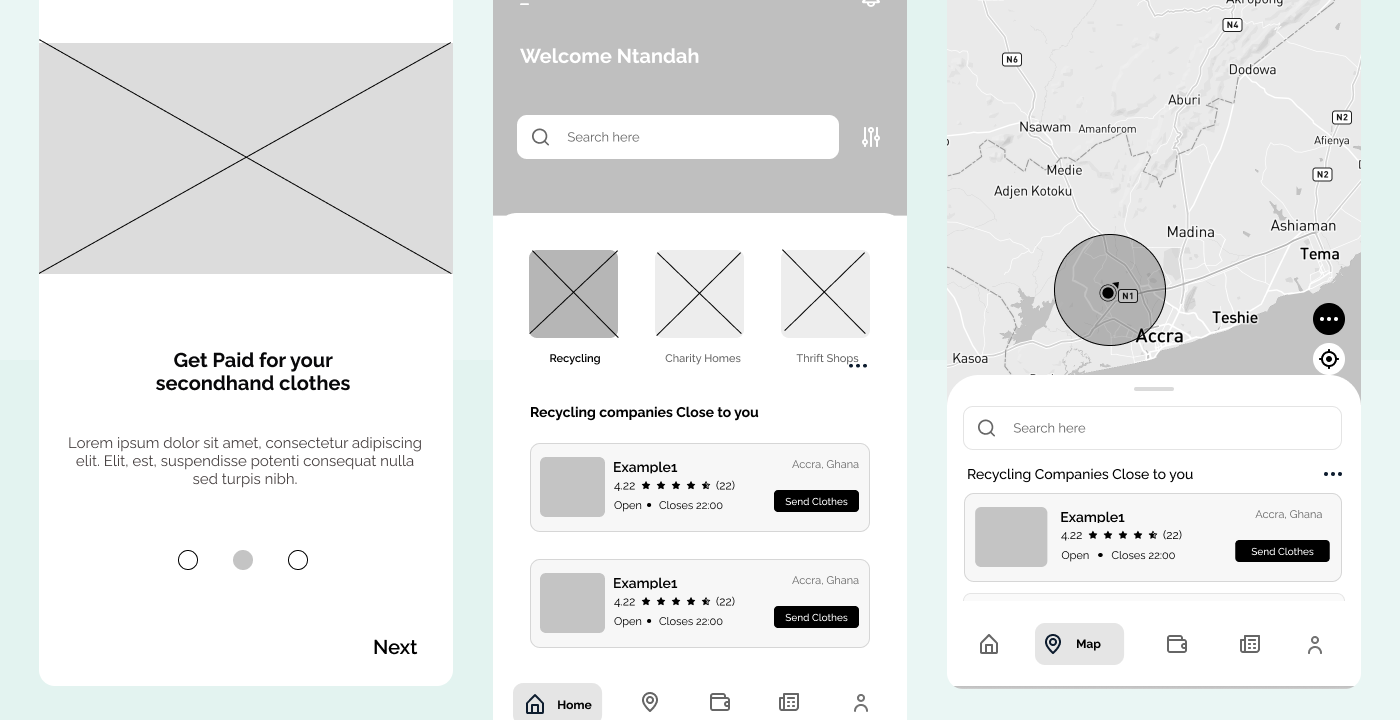 Get Paid for your
secondhand clothes
Lorem ipsum dolor sit amet, consectetur adipiscing
elit. Elit, est, suspendisse potenti consequat nulla
sed turpis nibh.
Next
Welcome Ntandah
Search here
Recycling
Charity Homes
Thrift Shops
Recycling companies Close to you
Example1
Accra, Ghana
4.22 (22)
Send Clothes
Open • Closes 22:00
Example1
Accra, Ghana
4.22 (22)
Send Clothes
Open • Closes 22:00
Home
N4
N6
Dodowa
Aburi
N2
Nsawam
Amanforom
Afienya
Medie
N2
Adjen Kotoku
Madina
Ashiaman
Tema
N1
Teshie
Accra
Kasoa
Search here
Recycling Companies Close to you
Example1
Accra, Ghana
4.22 (22)
Send Clothes
Open • Closes 22:00
Map